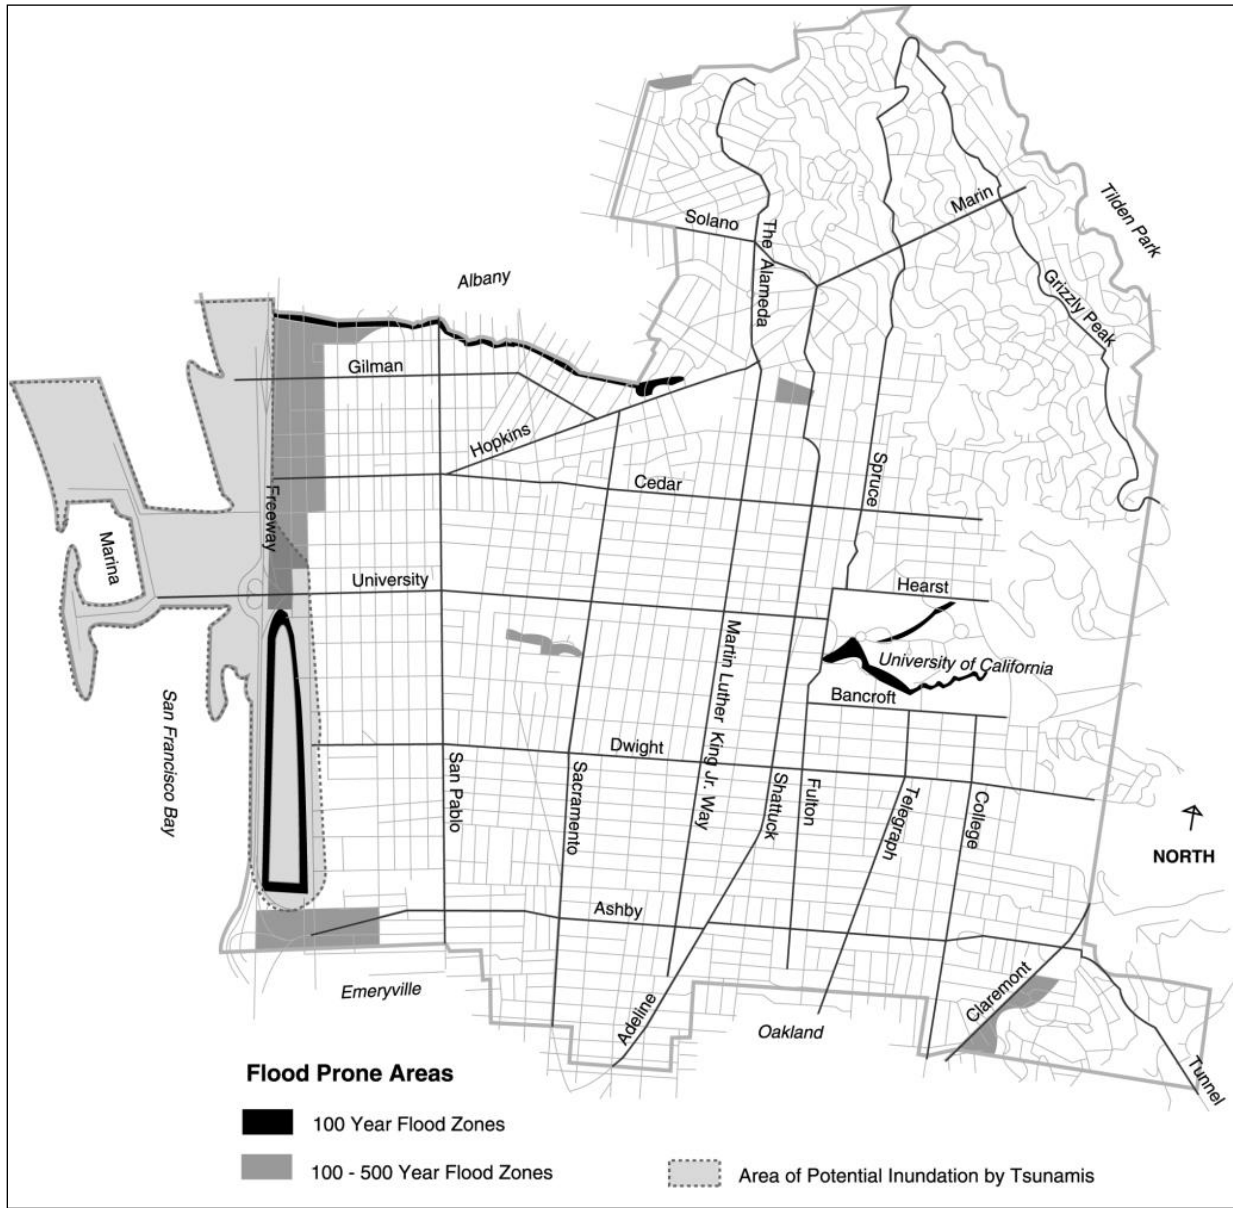 Tilden Park
Marin
Solano
The Alameda
Albany
Grizzly Peak
Gilman
Hopkins
Spruce
Cedar
Freeway
Marina
University
Hearst
Martin Luther King Jr. Way
University of California
San Francisco Bay
Bancroft
Dwight
San Pablo
Sacramento
Shattuck
Fulton
Telegraph
College
NORTH
Ashby
Emeryville
Adeline
Oakland
Claremont
Tunnel
Flood Prone Areas
100 Year Flood Zones
100 - 500 Year Flood Zones
Area of Potential Inundation by Tsunamis